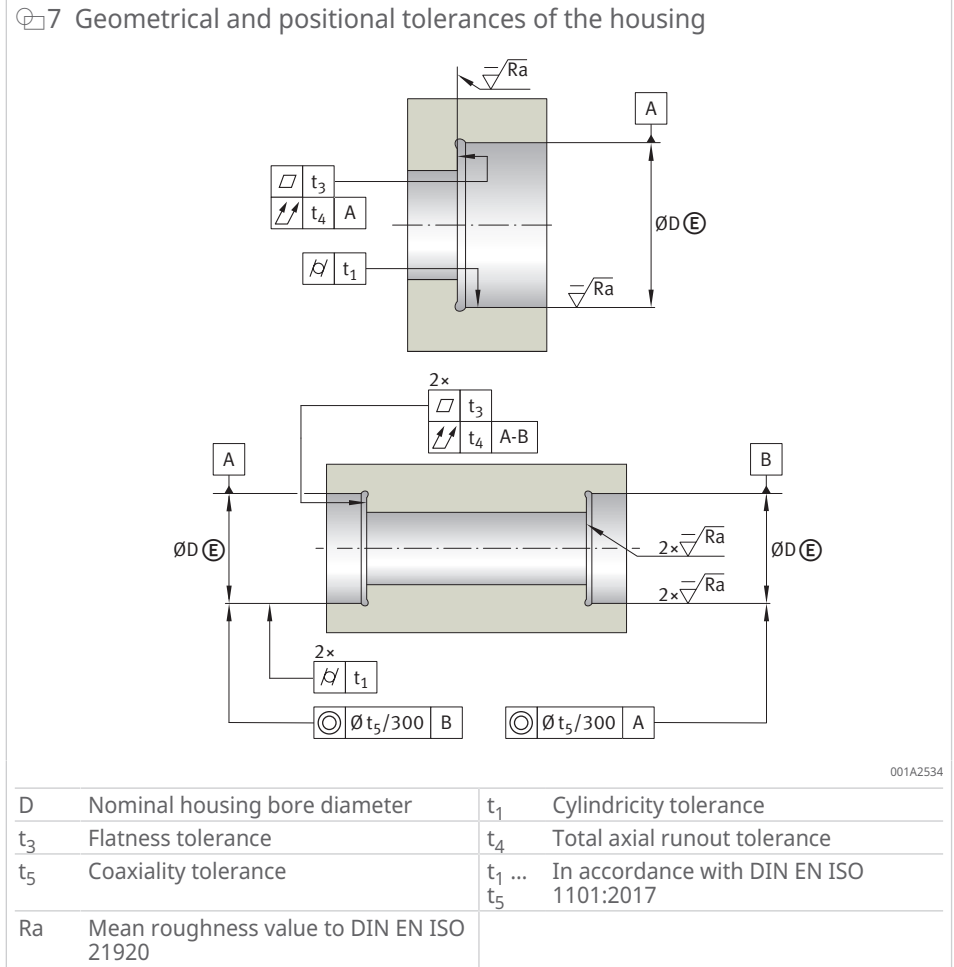 7 Geometrical and positional tolerances of the housing
Ra
A
t3
t4 A
ØD Ⓔ
t1
Ra
2×
t3
t4 A-B
A
B
ØD Ⓔ
2× Ra
ØD Ⓔ
2× Ra
2×
t1
Ø t5/300 B
Ø t5/300 A
001A2534
D Nominal housing bore diameter t1 Cylindricity tolerance
t3 Flatness tolerance t4 Total axial runout tolerance
t5 Coaxiality tolerance t1 ... In accordance with DIN EN ISO
t5 1101:2017
Ra Mean roughness value to DIN EN ISO
21920